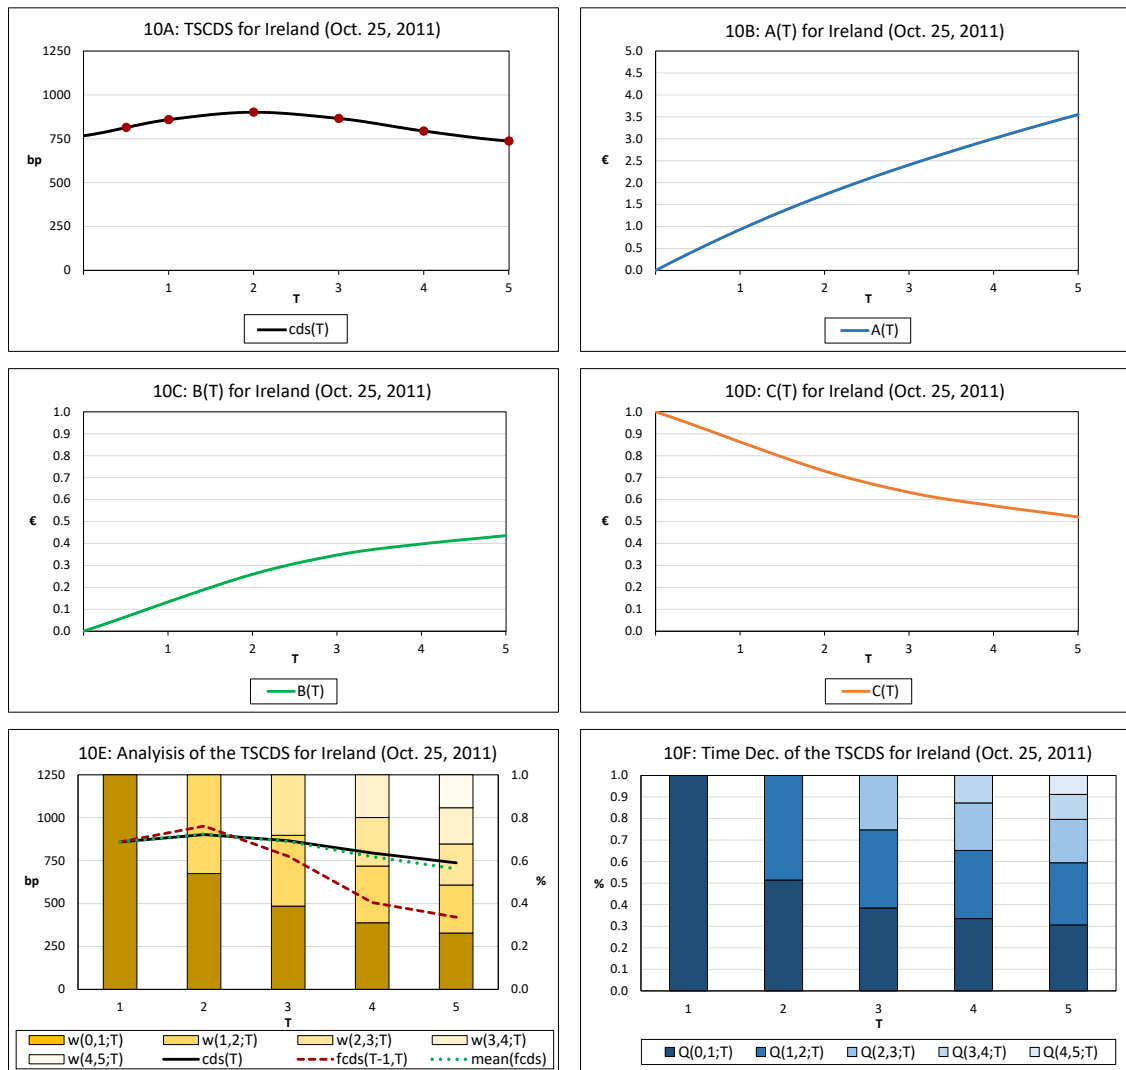 10A: TSCDS for Ireland (Oct. 25, 2011)
1250
1000
750
bp
500
250
0
1 2 3 4 5
T
cds(T)
10B: A(T) for Ireland (Oct. 25, 2011)
5.0
4.5
4.0
3.5
3.0
€
2.5
2.0
1.5
1.0
0.5
0.0
1 2 3 4 5
T
A(T)
10C: B(T) for Ireland (Oct. 25, 2011)
1.0
0.9
0.8
0.7
0.6
€
0.5
0.4
0.3
0.2
0.1
0.0
1 2 3 4 5
T
B(T)
10D: C(T) for Ireland (Oct. 25, 2011)
1.0
0.9
0.8
0.7
0.6
€
0.5
0.4
0.3
0.2
0.1
0.0
1 2 3 4 5
T
C(T)
10E: Analyisis of the TSCDS for Ireland (Oct. 25, 2011)
1250 1.0
1000 0.8
750 0.6
bp %
500 0.4
250 0.2
0 0.0
1 2 3 4 5
T
w(0,1;T) w(1,2;T) w(2,3;T) w(3,4;T)
w(4,5;T) cds(T) fcds(T-1,T) mean(fcds)
10F: Time Dec. of the TSCDS for Ireland (Oct. 25, 2011)
1.0
0.9
0.8
0.7
0.6
%
0.5
0.4
0.3
0.2
0.1
0.0
1 2 3 4 5
T
Q(0,1;T) Q(1,2;T) Q(2,3;T) Q(3,4;T) Q(4,5;T)